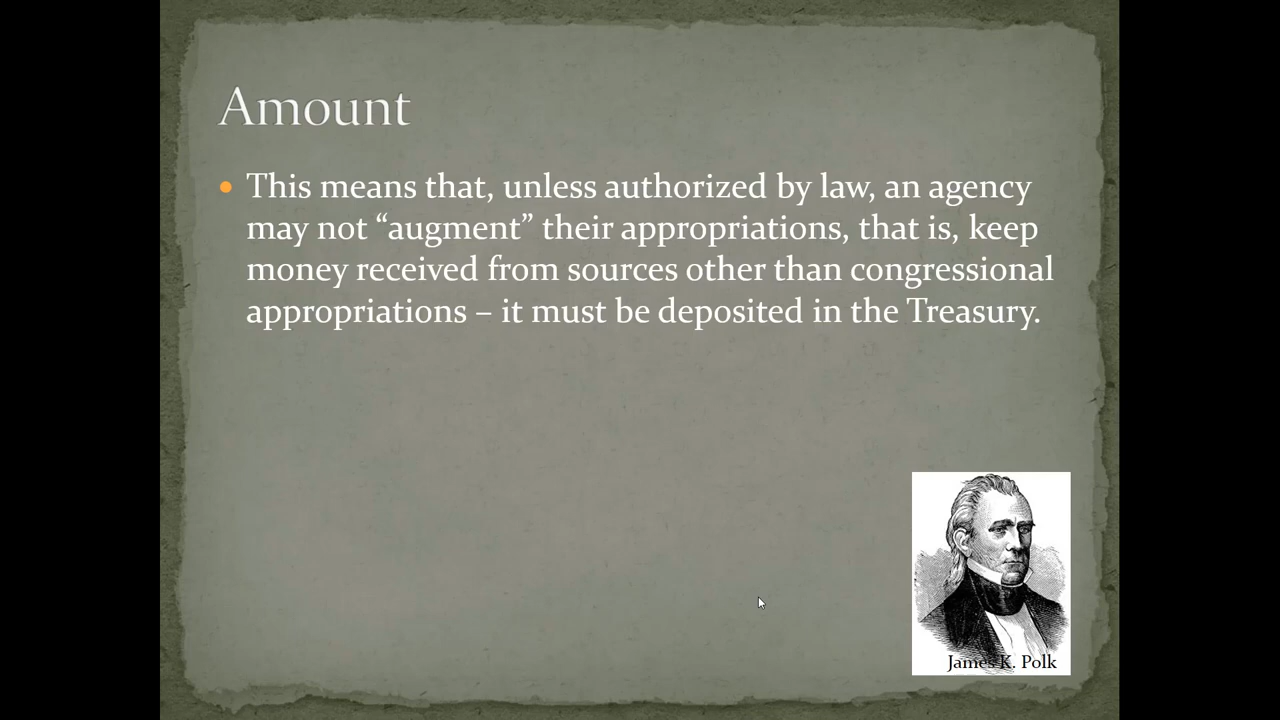 Amount
• This means that, unless authorized by law, an agency
may not “augment” their appropriations, that is, keep
money received from sources other than congressional
appropriations – it must be deposited in the Treasury.
James K. Polk